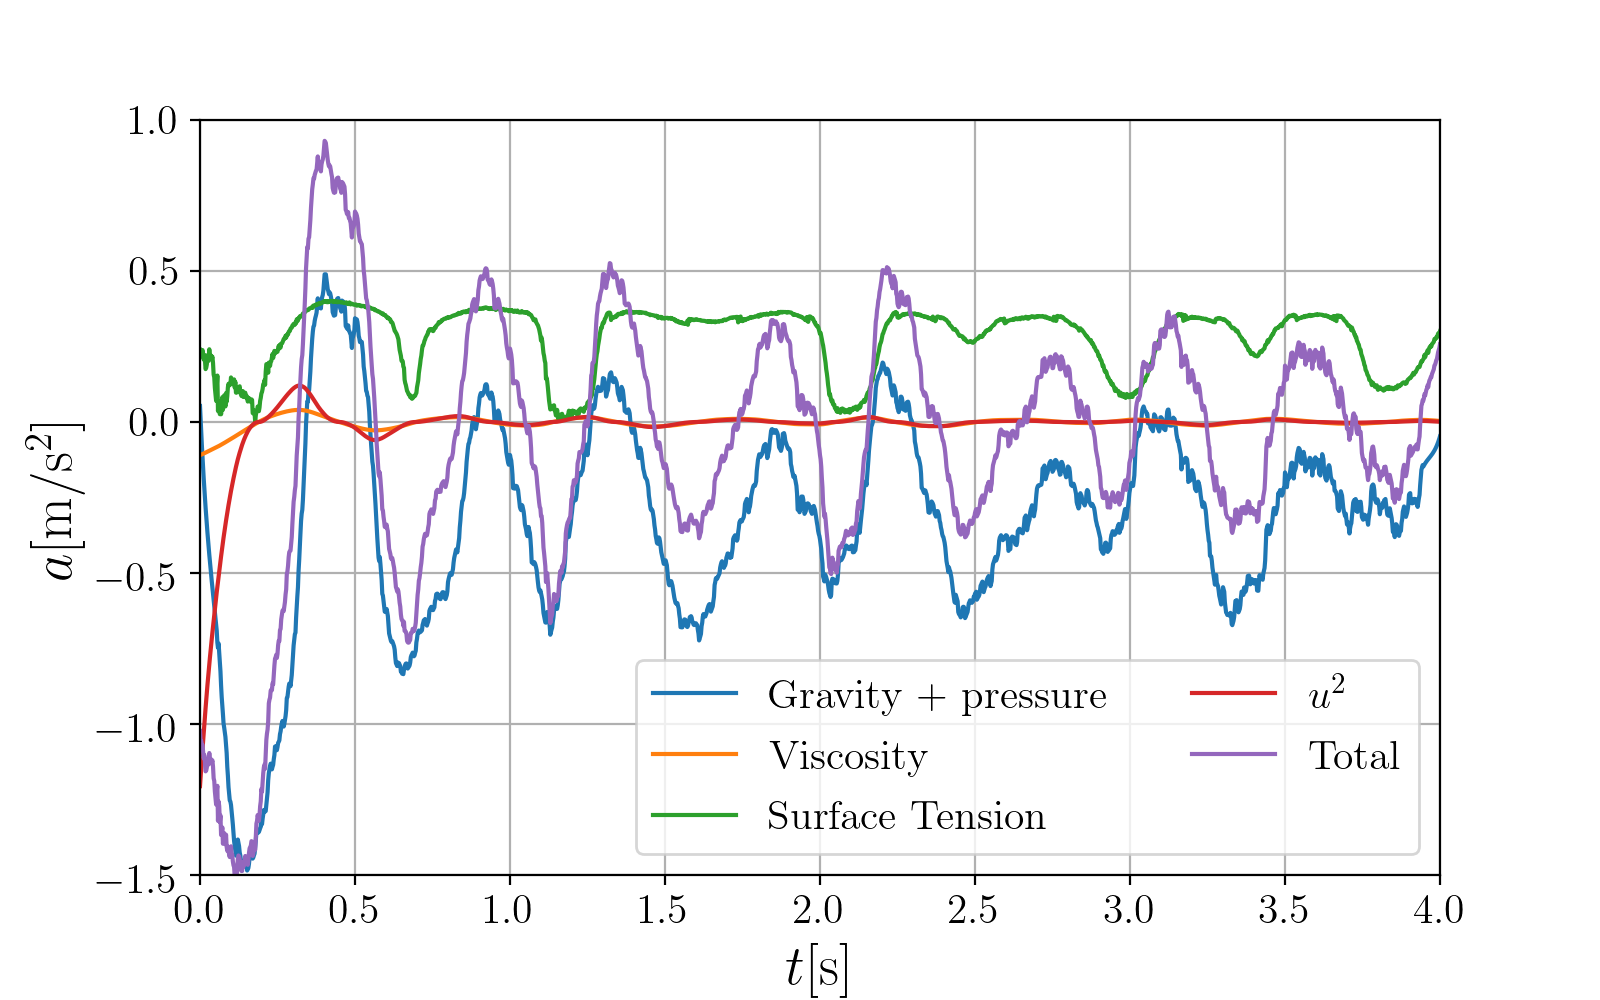 1.0
0.5
0.0
−0.5
−1.0
−1.5
a[m/s²]
0.0 0.5 1.0 1.5 2.0 2.5 3.0 3.5 4.0
t[s]
Gravity + pressure
Viscosity
Surface Tension
u²
Total